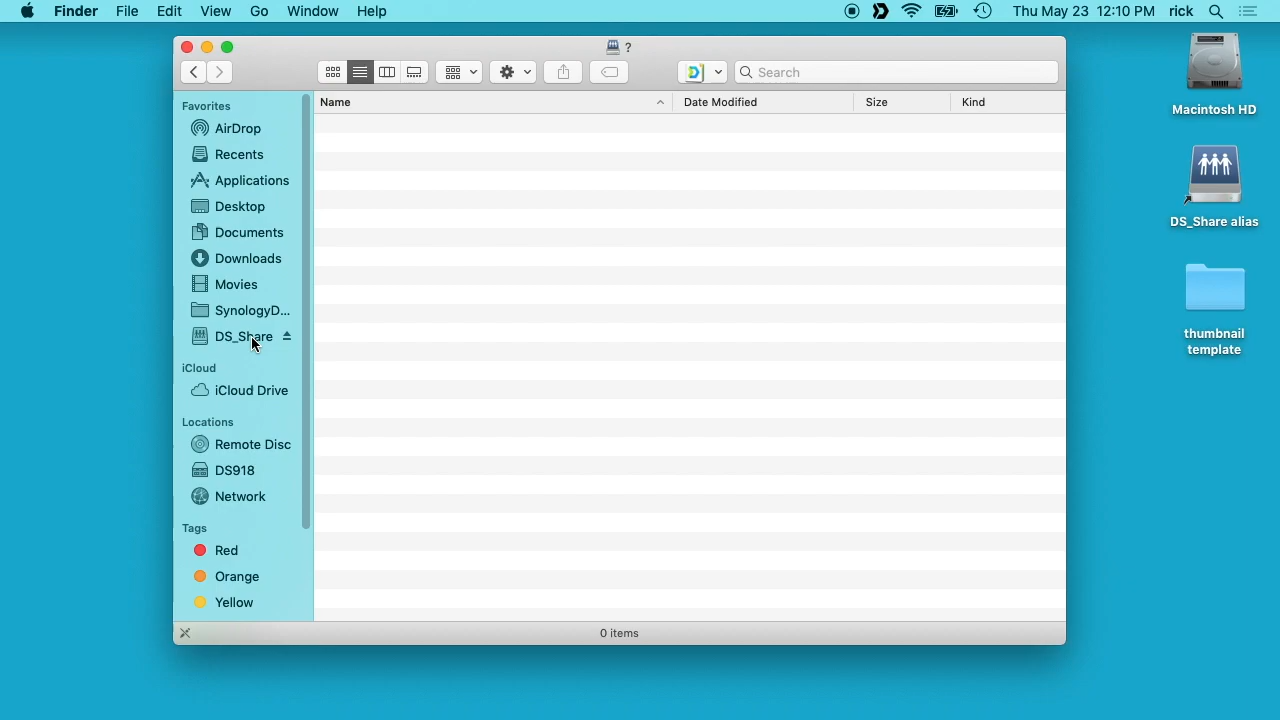 Finder File Edit View Go Window Help Thu May 23 12:10 PM rick
?
Search
Name Date Modified Size Kind
Favorites
AirDrop
Recents
Applications
Desktop
Documents
Downloads
Movies
SynologyD...
DS_Share
iCloud
iCloud Drive
Locations
Remote Disc
DS918
Network
Tags
Red
Orange
Yellow
0 items
Macintosh HD
DS_Share alias
thumbnail
template